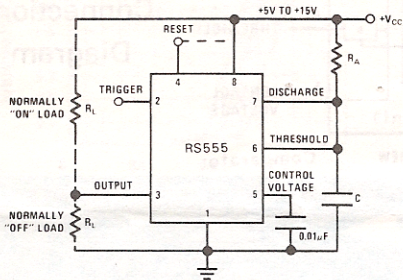 +5V TO +15V
+VCC
RESET
RA
4
8
TRIGGER
DISCHARGE
2
7
NORMALLY
"ON" LOAD
RL
THRESHOLD
RS555
6
CONTROL
VOLTAGE
OUTPUT
C
3
5
NORMALLY
"OFF" LOAD
RL
1
0.01µF